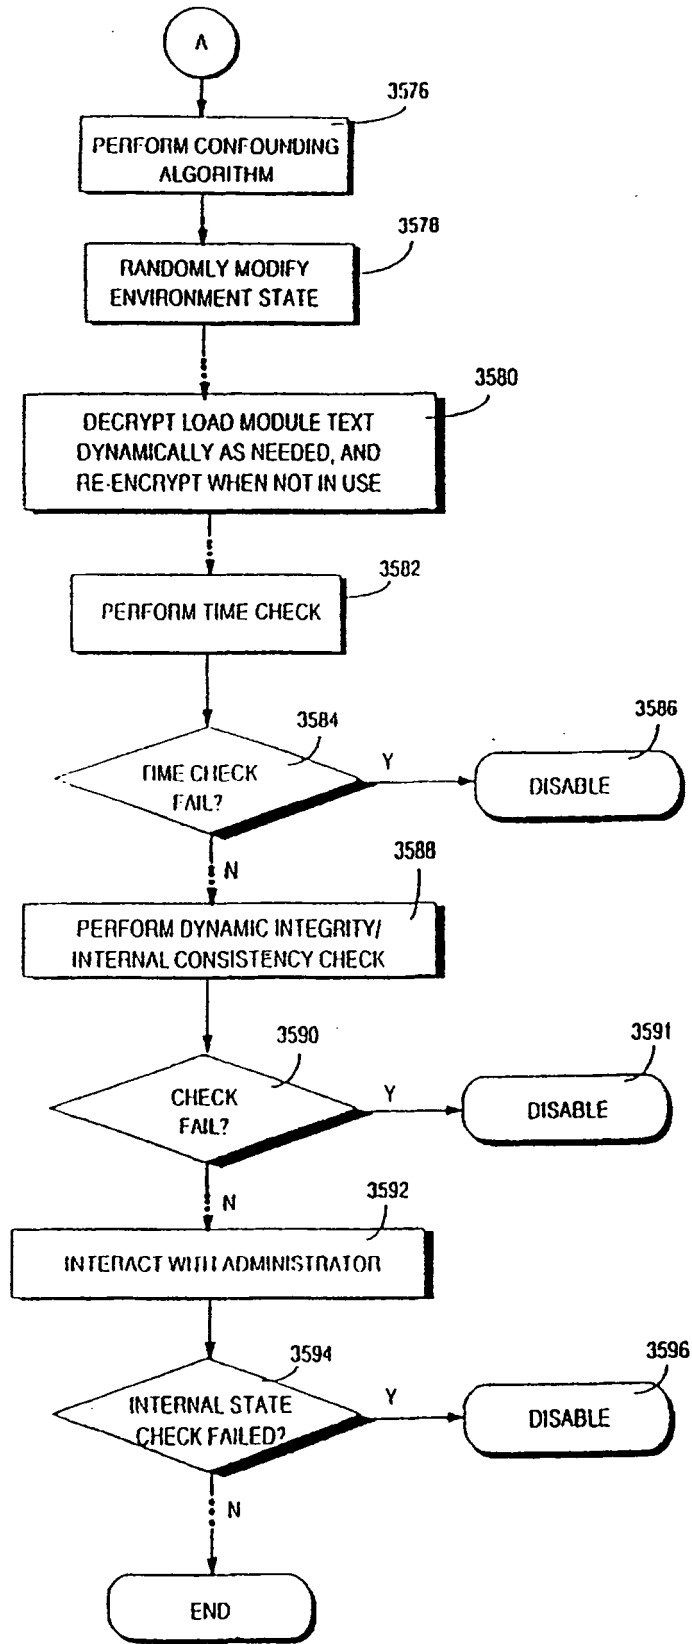 A
3576
PERFORM CONFOUNDING
ALGORITHM
3578
RANDOMLY MODIFY
ENVIRONMENT STATE
3580
DECRYPT LOAD MODULE TEXT
DYNAMICALLY AS NEEDED, AND
RE-ENCRYPT WHEN NOT IN USE
3582
PERFORM TIME CHECK
3584
TIME CHECK
FAIL?
Y
3586
DISABLE
N
3588
PERFORM DYNAMIC INTEGRITY/
INTERNAL CONSISTENCY CHECK
3590
CHECK
FAIL?
Y
3591
DISABLE
N
3592
INTERACT WITH ADMINISTRATOR
3594
INTERNAL STATE
CHECK FAILED?
Y
3596
DISABLE
N
END